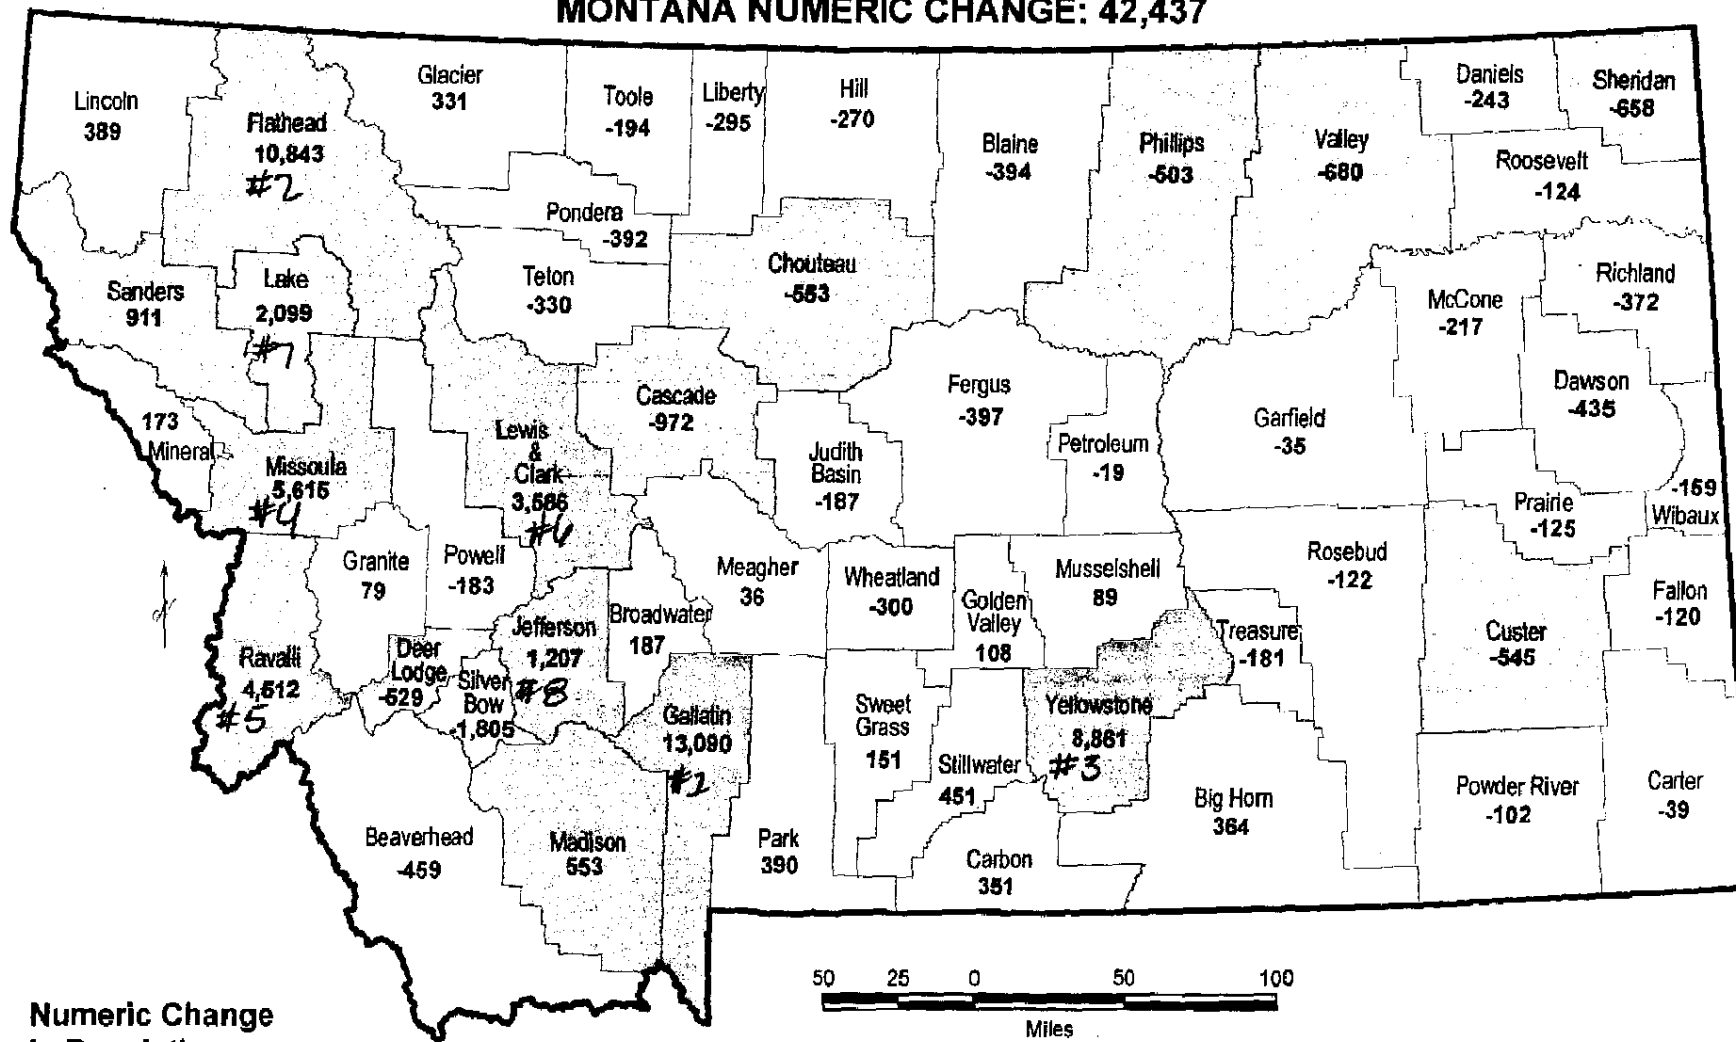 MONTANA NUMERIC CHANGE: 42,437
Lincoln
389
Flathead
10,843
#2
Glacier
331
Toole
-194
Liberty
-295
Hill
-270
Blaine
-394
Phillips
-503
Valley
-680
Daniels
-243
Sheridan
-658
Roosevelt
-124
Pondera
-392
Sanders
911
Lake
2,099
#7
Teton
-330
Chouteau
-553
McCone
-217
Richland
-372
173
Mineral
Missoula
5,615
#4
Lewis
&
Clark
3,586
#6
Cascade
-972
Judith
Basin
-187
Fergus
-397
Petroleum
-19
Garfield
-35
Dawson
-435
Prairie
-125
-159
Wibaux
Granite
79
Powell
-183
Meagher
36
Wheatland
-300
Golden
Valley
108
Musselshell
89
Rosebud
-122
Treasure
-181
Custer
-545
Fallon
-120
Ravalli
4,512
#5
Deer
Lodge
-529
Silver
Bow
-1,805
Jefferson
1,207
#8
Broadwater
187
Gallatin
13,090
Sweet
Grass
151
Stillwater
451
Yellowstone
8,861
#3
Beaverhead
-459
Madison
553
Park
390
Carbon
351
Big Horn
364
Powder River
-102
Carter
-39
50 25 0 50 100
Miles
Numeric Change